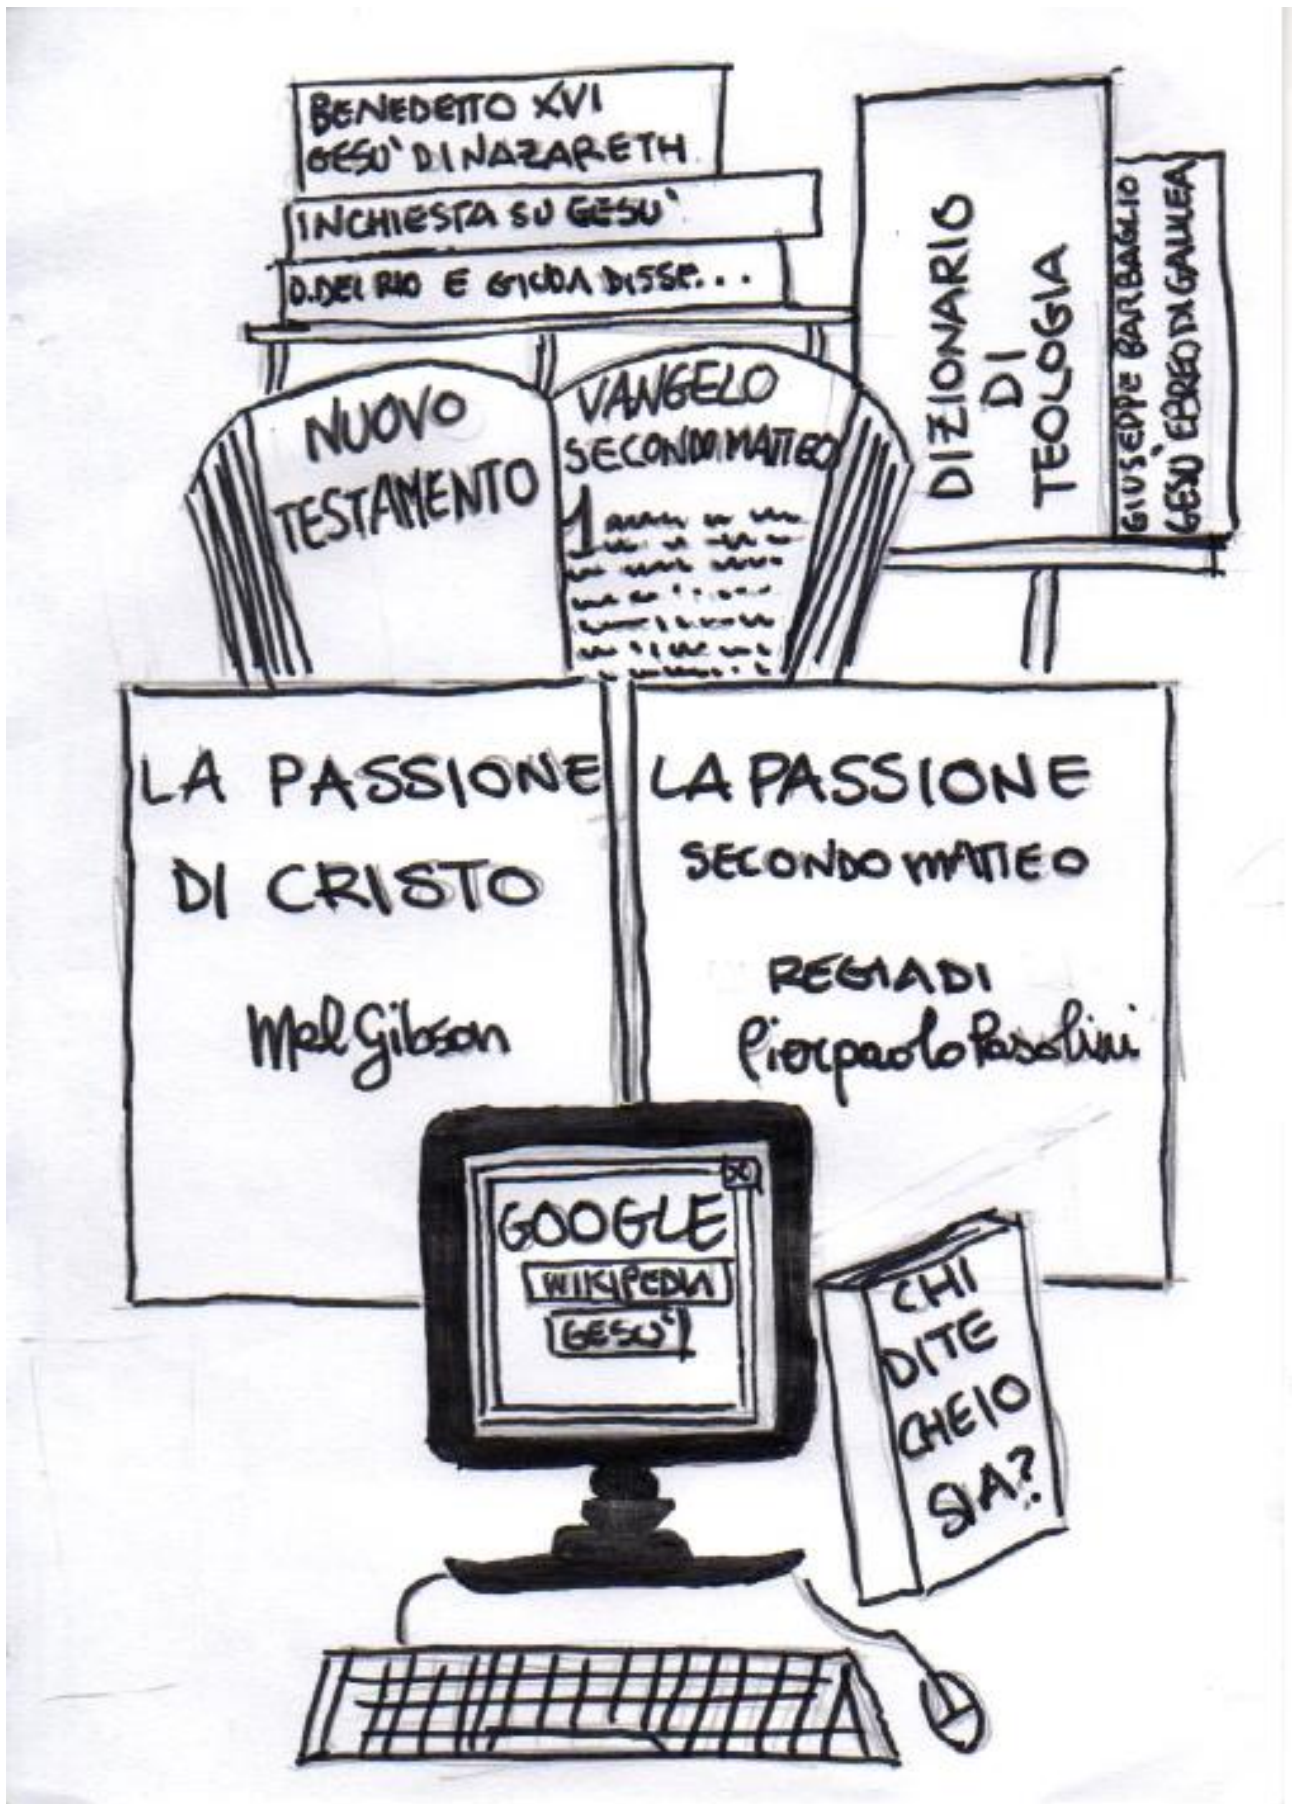 BENEDETTO XVI
GESU' DI NAZARETH
INCHIESTA SU GESU'
D. DEL RIO E GIUDA DISSE...
DIZIONARIO
DI
TEOLOGIA
GIUSEPPE BARBAGLIO
GESÙ EBREO DI GALILEA
NUOVO
TESTAMENTO
VANGELO
SECONDO MATTEO
1
LA PASSIONE
DI CRISTO
Mel Gibson
LA PASSIONE
SECONDO MATTEO
REGIA DI
Pierpaolo Pasolini
GOOGLE
WIKIPEDIA
GESU'
CHI
DITE
CHE IO
SIA?